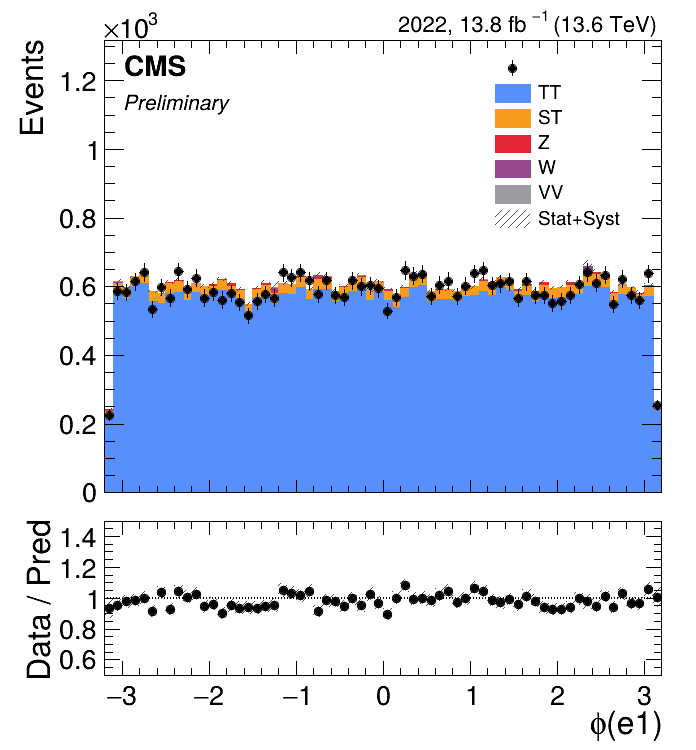 ×10³
2022, 13.8 fb⁻¹ (13.6 TeV)
Events
CMS
Preliminary
TT
ST
Z
W
VV
Stat+Syst
1.2
1
0.8
0.6
0.4
0.2
0
Data / Pred
1.4
1.2
1
0.8
0.6
−3 −2 −1 0 1 2 3
ϕ(e1)